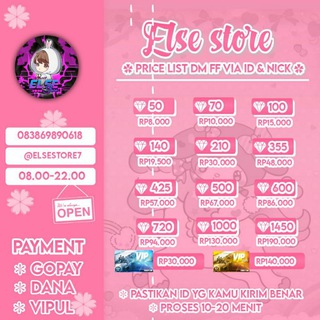 ELSE
083869890618
@ELSESTORE7
08.00-22.00
OPEN
PAYMENT
GOPAY
DANA
VIPUL
Else store
PRICE LIST DM FF VIA ID & NICK
50
RP8,000
70
RP10,000
100
RP15,000
140
RP19,500
210
RP30,000
355
RP48,000
425
RP57,000
500
RP67,000
600
RP86,000
720
RP94,000
1000
RP130,000
1450
RP190,000
RP30,000
RP140,000
PASTIKAN ID YG KAMU KIRIM BENAR
PROSES 10-20 MENIT